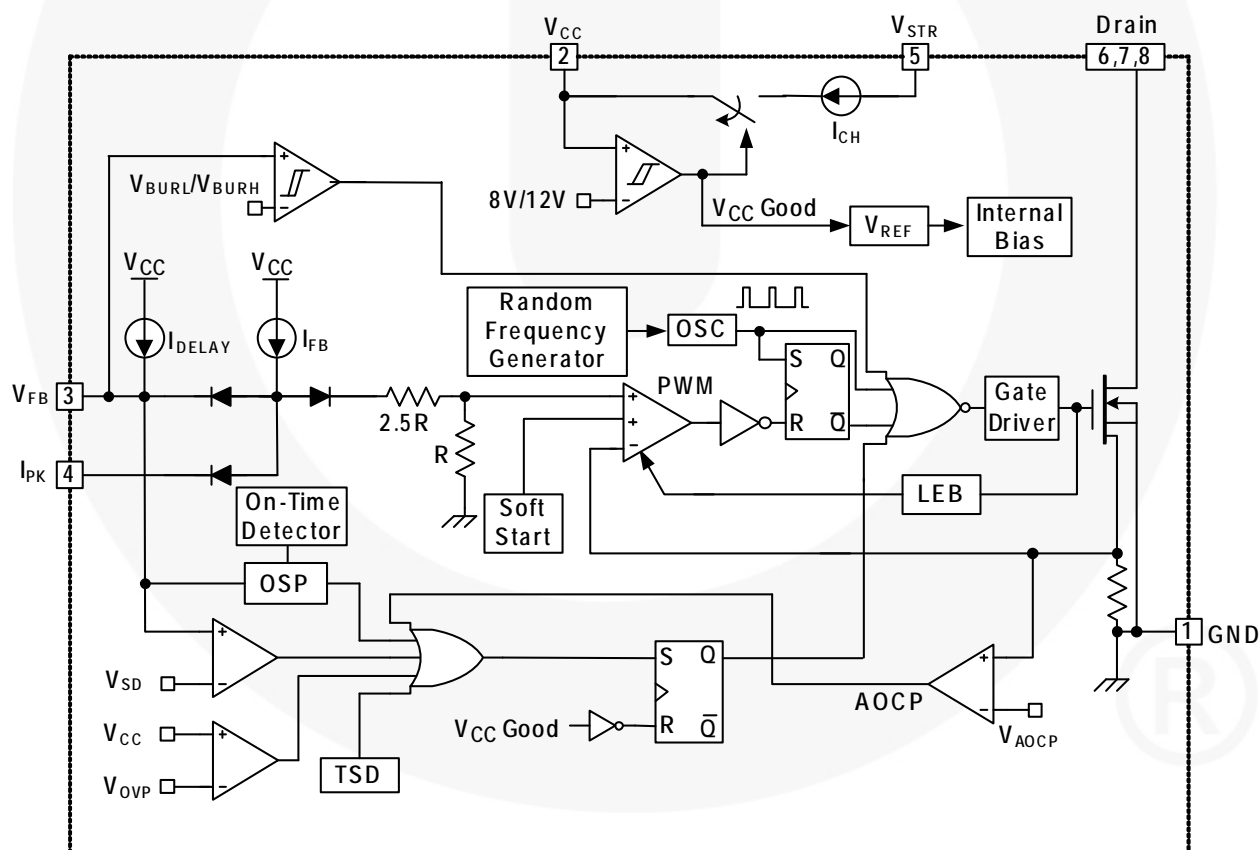 VCC
VSTR
Drain
2
5
6,7,8
ICH
+
-
VBURL/VBURH
+
-
8V/12V
VCC Good
VREF
Internal
Bias
VCC
VCC
IDELAY
IFB
Random
Frequency
Generator
OSC
S Q
R Q̅
PWM
+
+
-
Gate
Driver
VFB 3
2.5R
R
IPK 4
LEB
On-Time
Detector
Soft
Start
OSP
1 GND
+
-
VSD
S Q
R Q̅
AOCP
+
-
VAOCP
VCC Good
VCC
+
-
VOVP
TSD
®